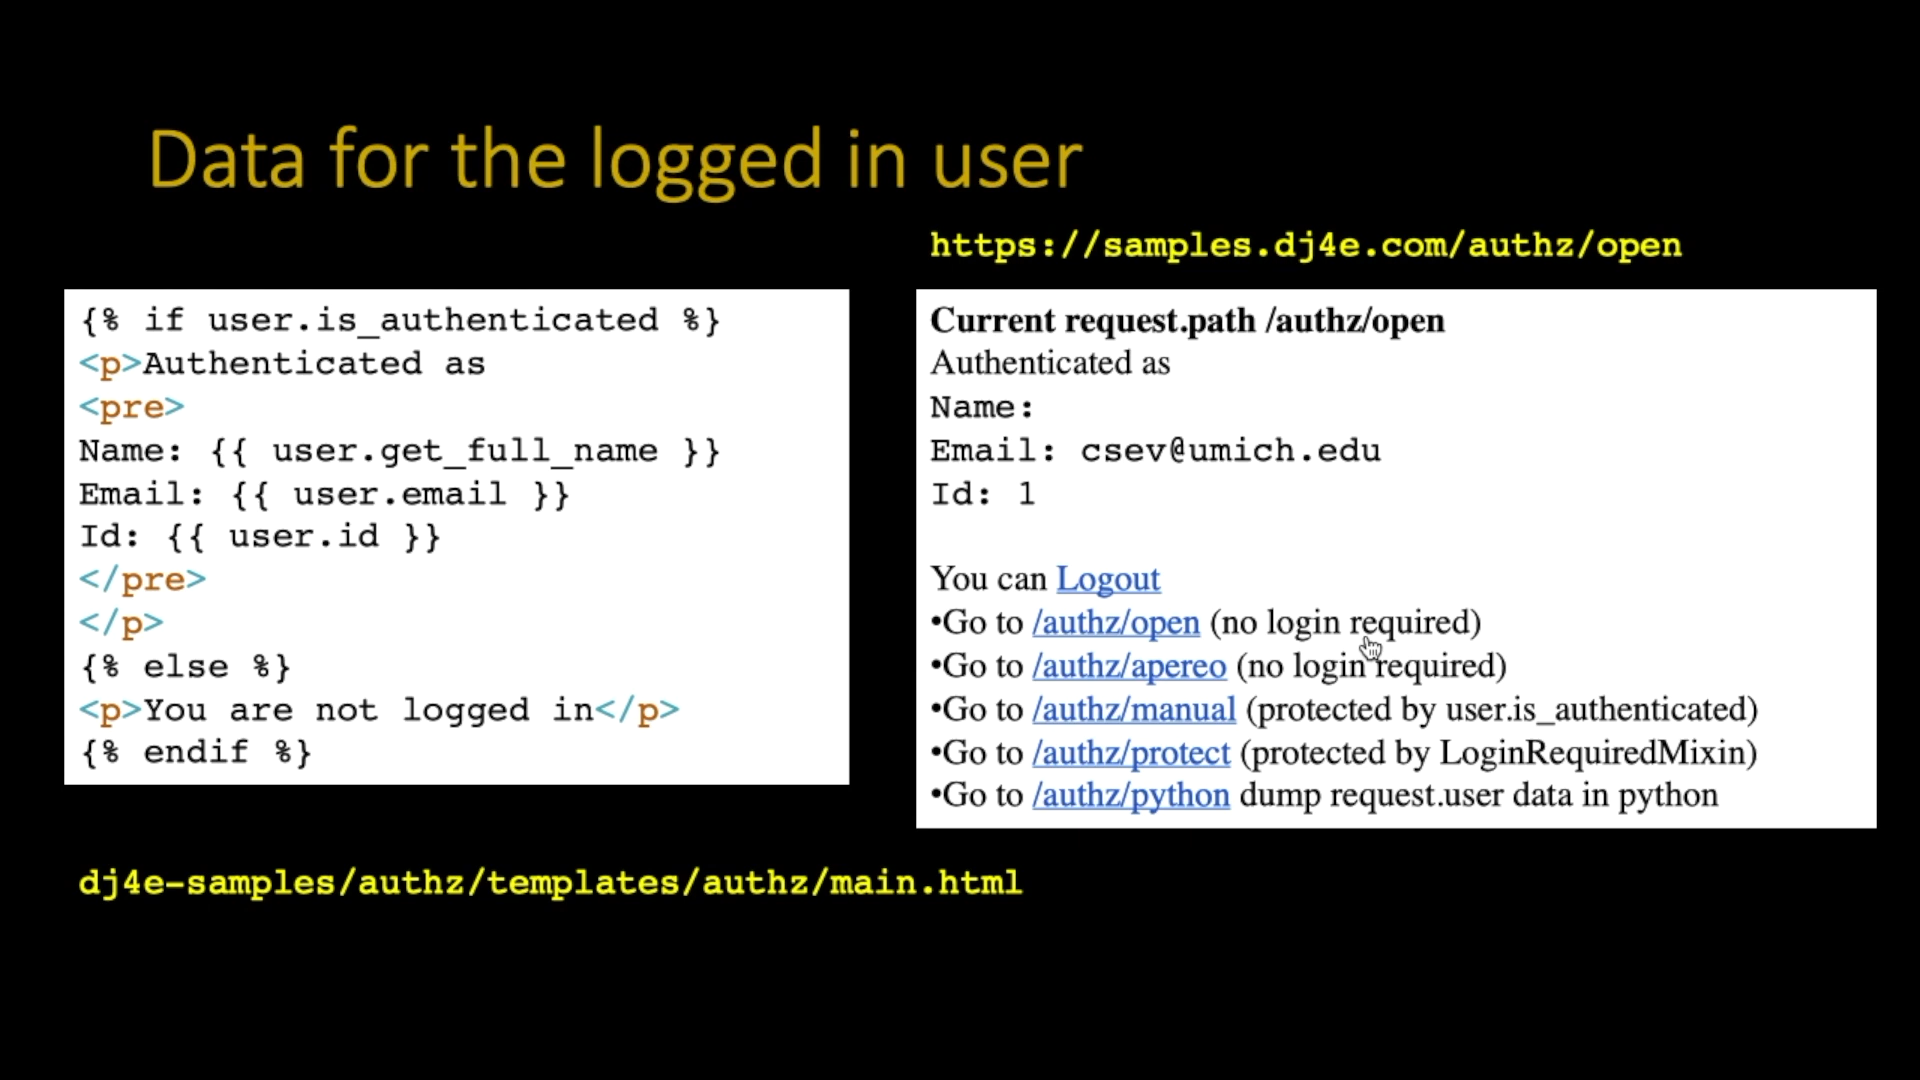 Data for the logged in user
https://samples.dj4e.com/authz/open
{% if user.is_authenticated %}
<p>Authenticated as
<pre>
Name: {{ user.get_full_name }}
Email: {{ user.email }}
Id: {{ user.id }}
</pre>
</p>
{% else %}
<p>You are not logged in</p>
{% endif %}
Current request.path /authz/open
Authenticated as
Name:
Email: csev@umich.edu
Id: 1
You can Logout
•Go to /authz/open (no login required)
•Go to /authz/apereo (no login required)
•Go to /authz/manual (protected by user.is_authenticated)
•Go to /authz/protect (protected by LoginRequiredMixin)
•Go to /authz/python dump request.user data in python
dj4e-samples/authz/templates/authz/main.html